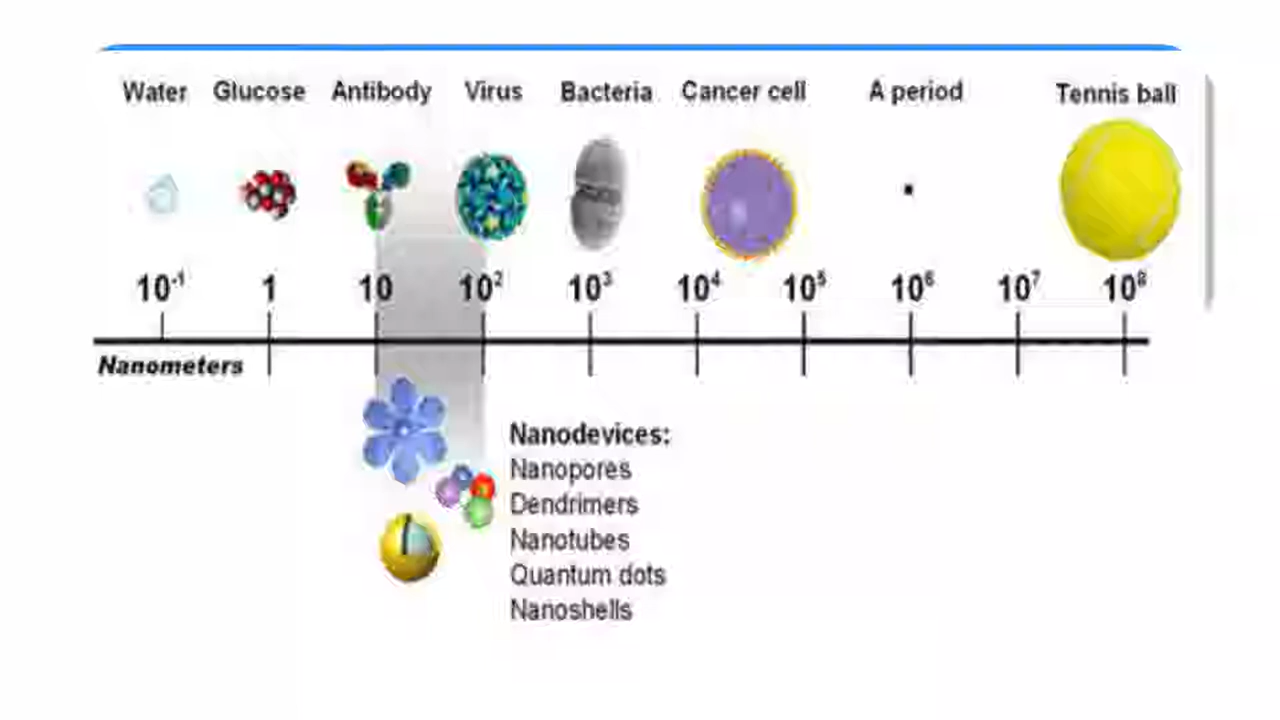 Water Glucose Antibody Virus Bacteria Cancer cell A period Tennis ball
10⁻¹ 1 10 10² 10³ 10⁴ 10⁵ 10⁶ 10⁷ 10⁸
Nanometers
Nanodevices:
Nanopores
Dendrimers
Nanotubes
Quantum dots
Nanoshells